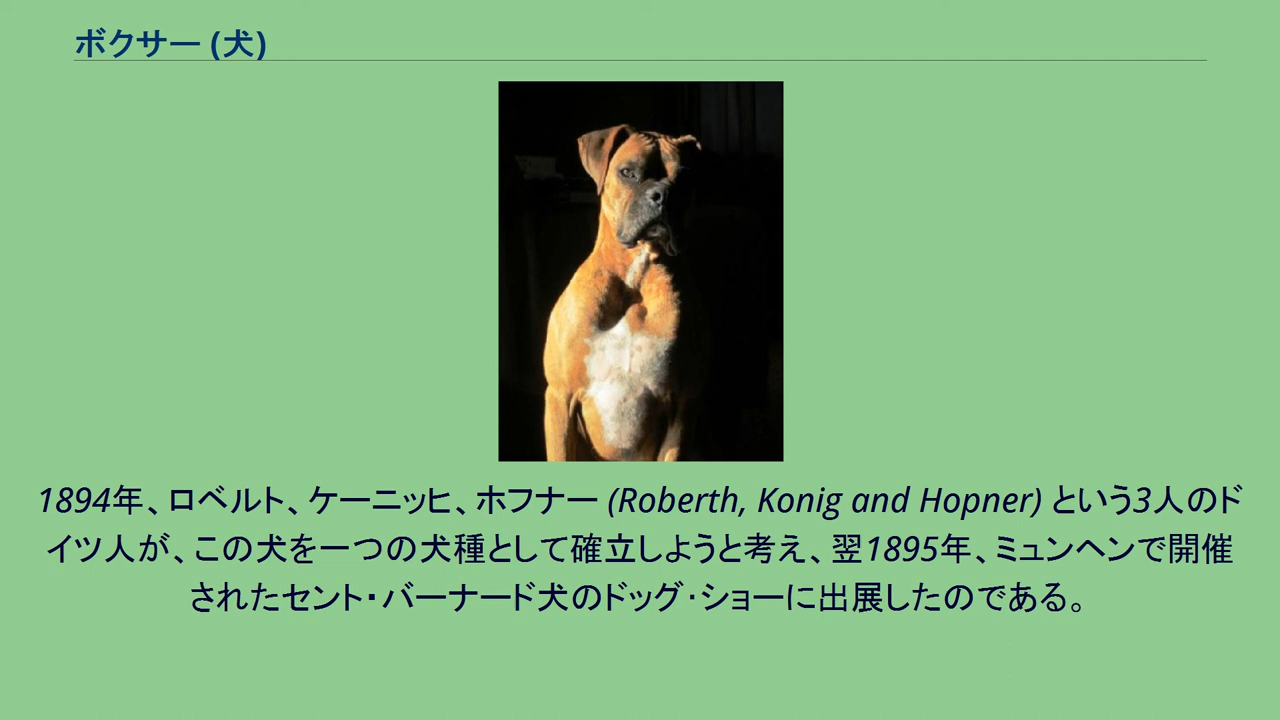 ボクサー (犬)
1894年、ロベルト、ケーニッヒ、ホフナー (Roberth, Konig and Hopner) という3人のド
イツ人が、この犬を一つの犬種として確立しようと考え、翌1895年、ミュンヘンで開催
されたセント・バーナード犬のドッグ･ショーに出展したのである。